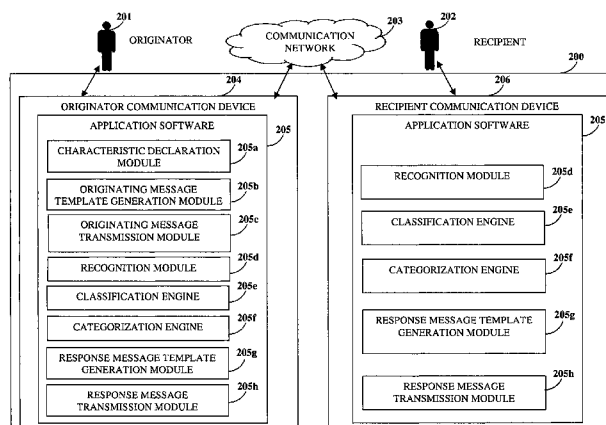 201
ORIGINATOR
COMMUNICATION
NETWORK
203
202
RECIPIENT
200
204
ORIGINATOR COMMUNICATION DEVICE
APPLICATION SOFTWARE
205
CHARACTERISTIC DECLARATION
MODULE
205a
ORIGINATING MESSAGE
TEMPLATE GENERATION MODULE
205b
ORIGINATING MESSAGE
TRANSMISSION MODULE
205c
RECOGNITION MODULE
205d
CLASSIFICATION ENGINE
205e
CATEGORIZATION ENGINE
205f
RESPONSE MESSAGE TEMPLATE
GENERATION MODULE
205g
RESPONSE MESSAGE
TRANSMISSION MODULE
205h
206
RECIPIENT COMMUNICATION DEVICE
APPLICATION SOFTWARE
205
RECOGNITION MODULE
205d
CLASSIFICATION ENGINE
205e
CATEGORIZATION ENGINE
205f
RESPONSE MESSAGE TEMPLATE
GENERATION MODULE
205g
RESPONSE MESSAGE
TRANSMISSION MODULE
205h